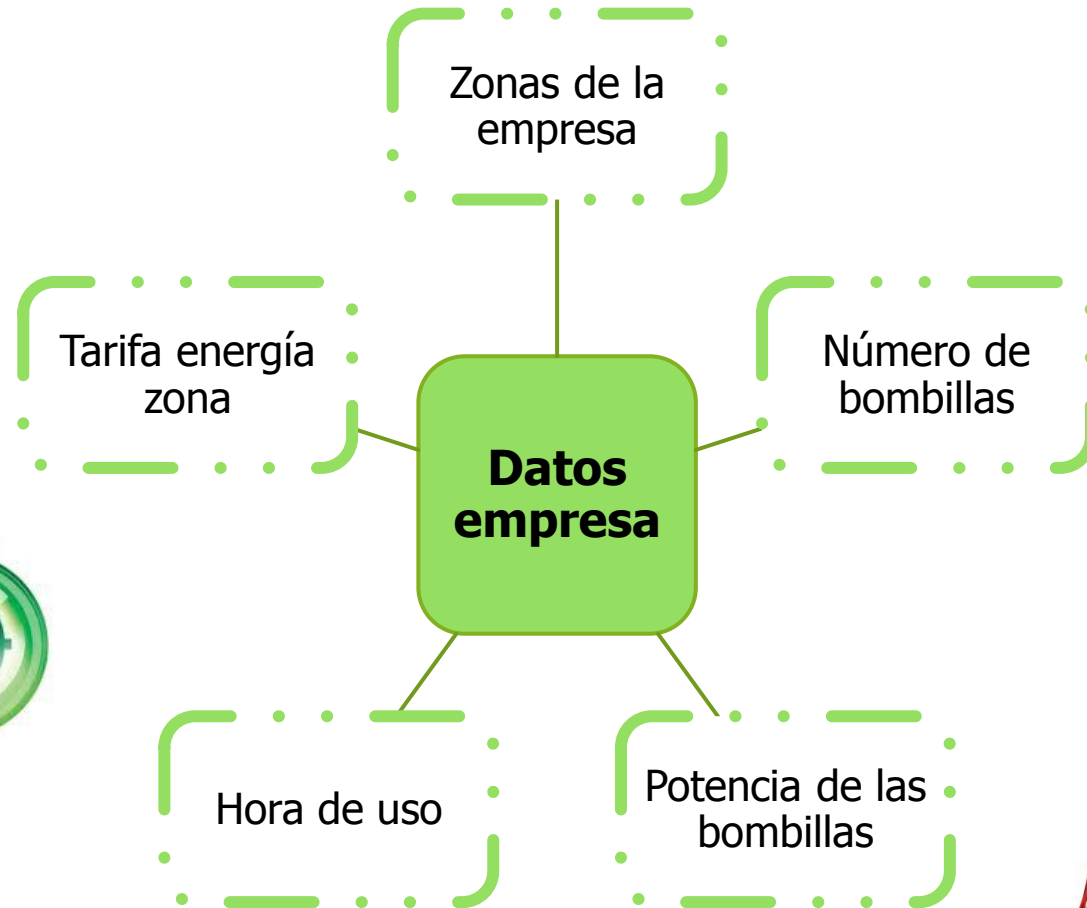 Zonas de la
empresa
Tarifa energía
zona
Número de
bombillas
Datos
empresa
Hora de uso
Potencia de las
bombillas